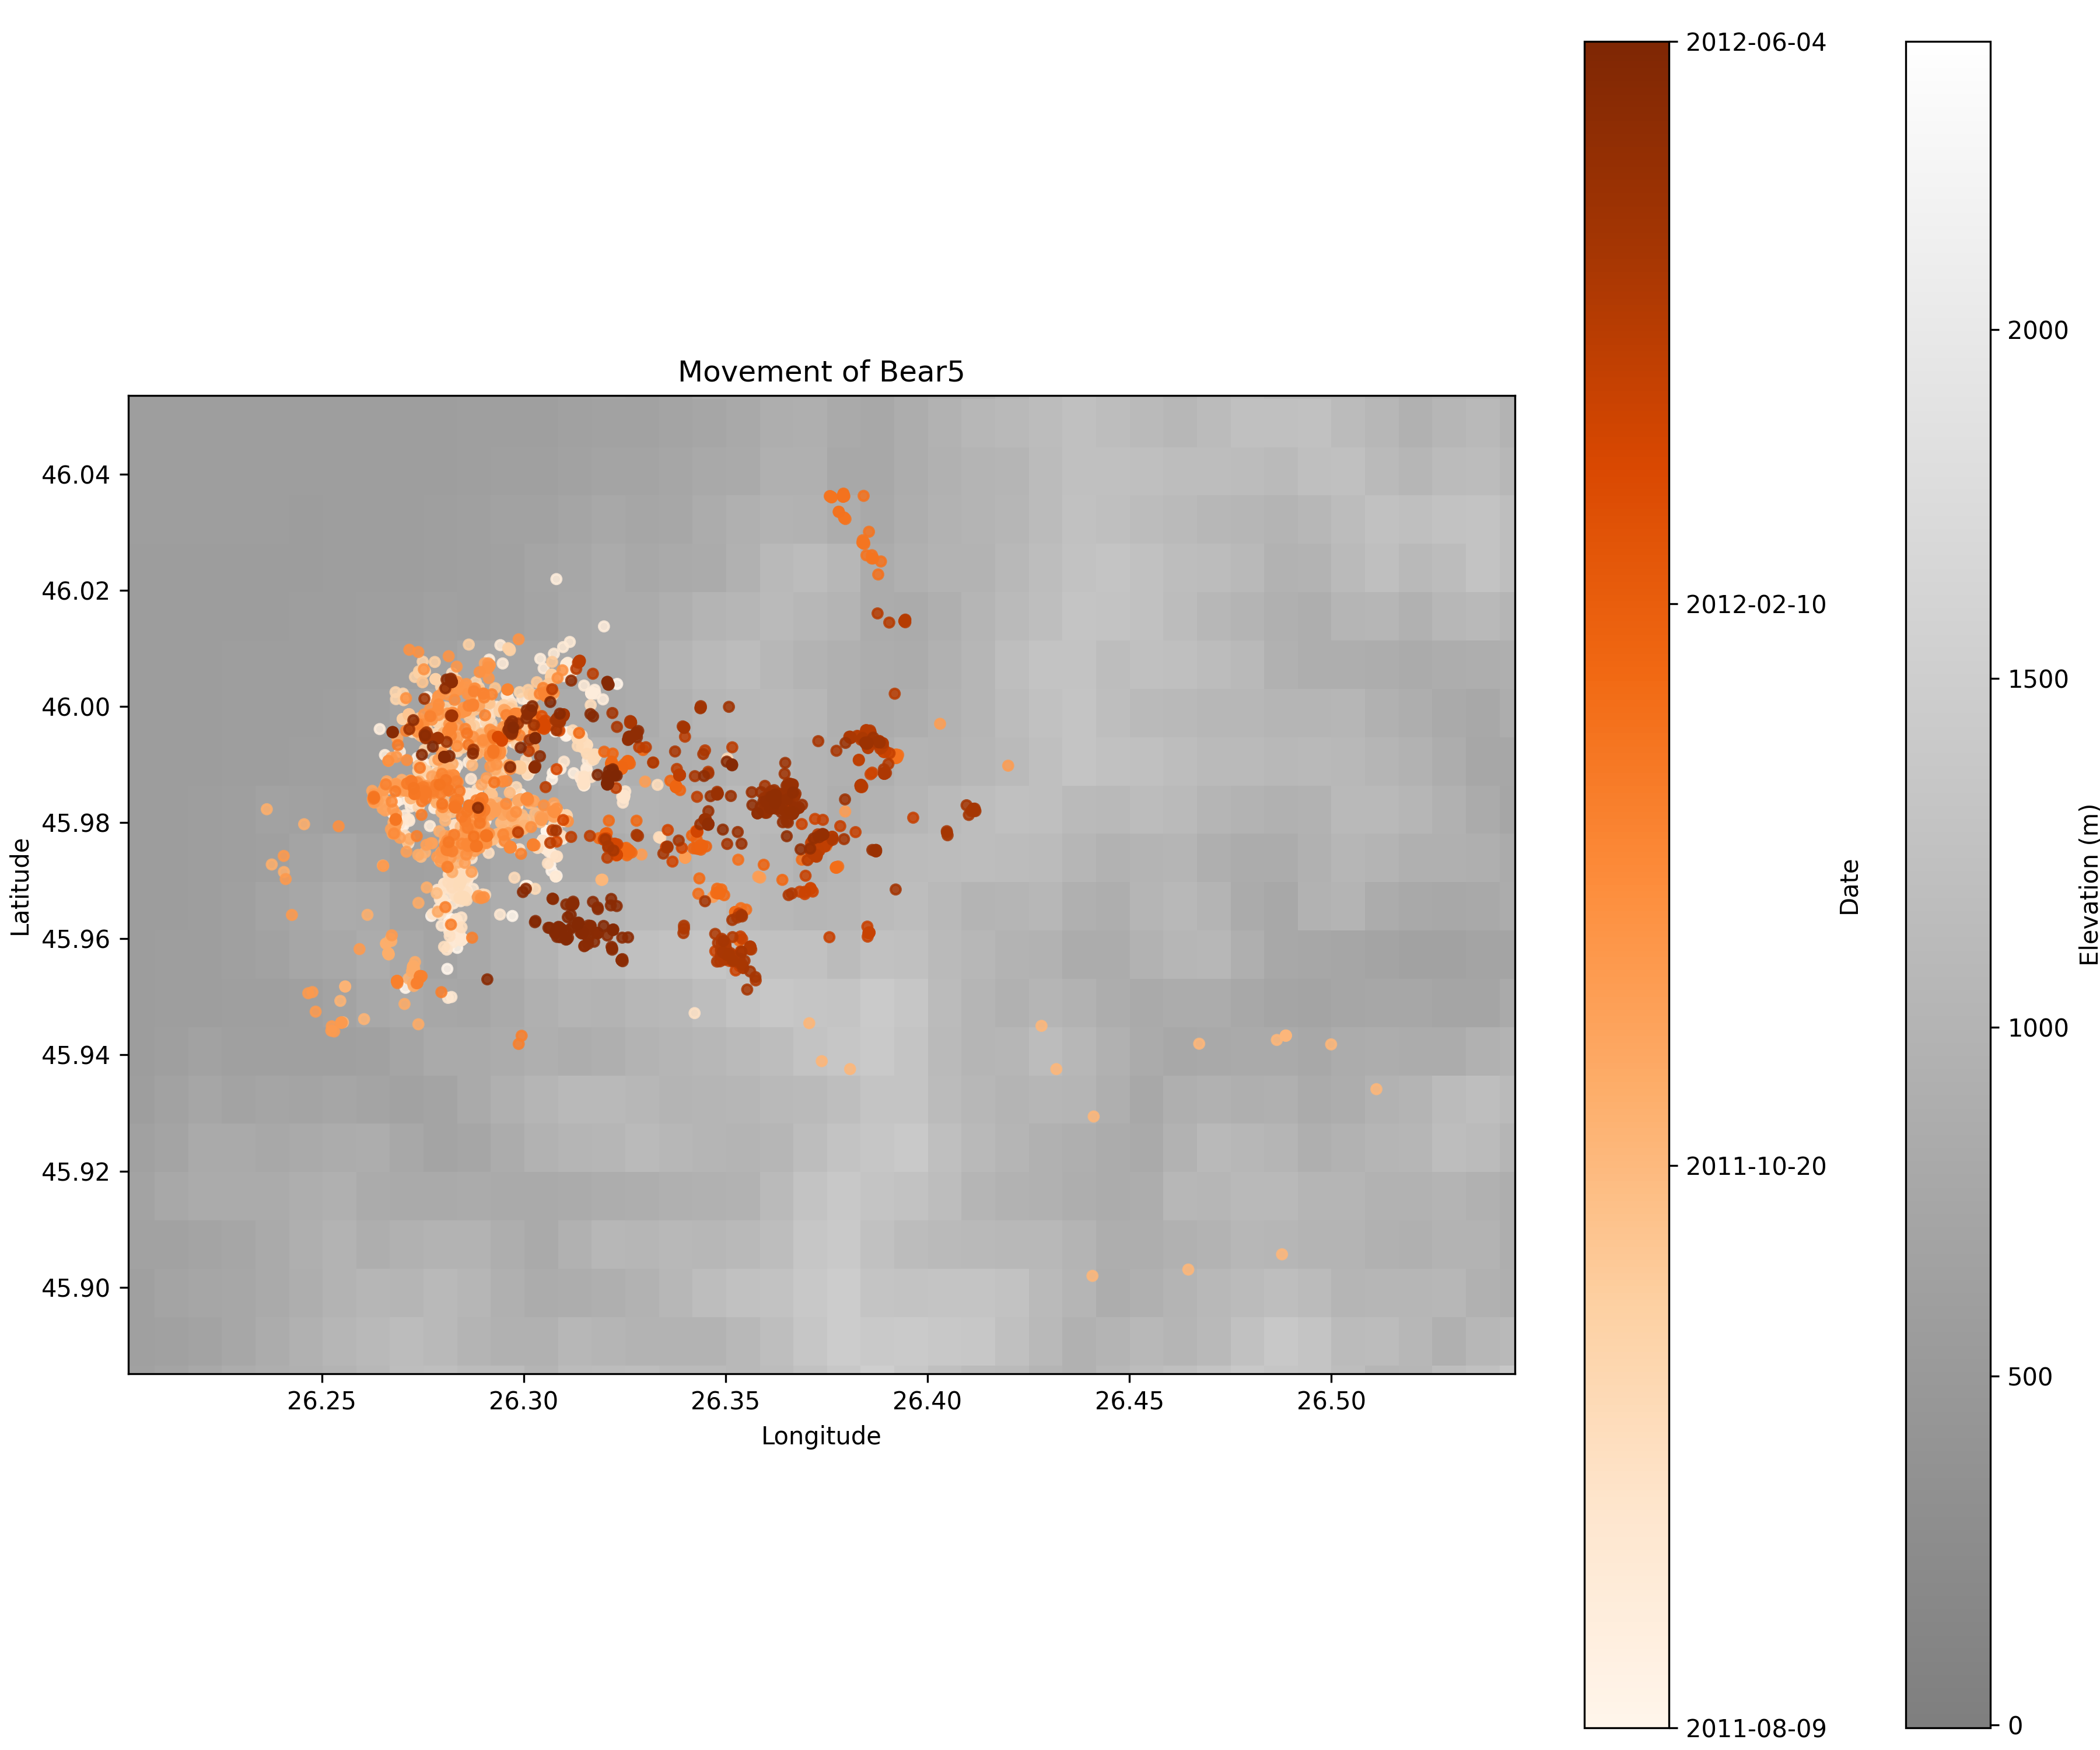 Movement of Bear5
46.04
46.02
46.00
45.98
45.96
45.94
45.92
45.90
Latitude
26.25 26.30 26.35 26.40 26.45 26.50
Longitude
2012-06-04
2012-02-10
2011-10-20
2011-08-09
Date
2000
1500
1000
500
0
Elevation (m)